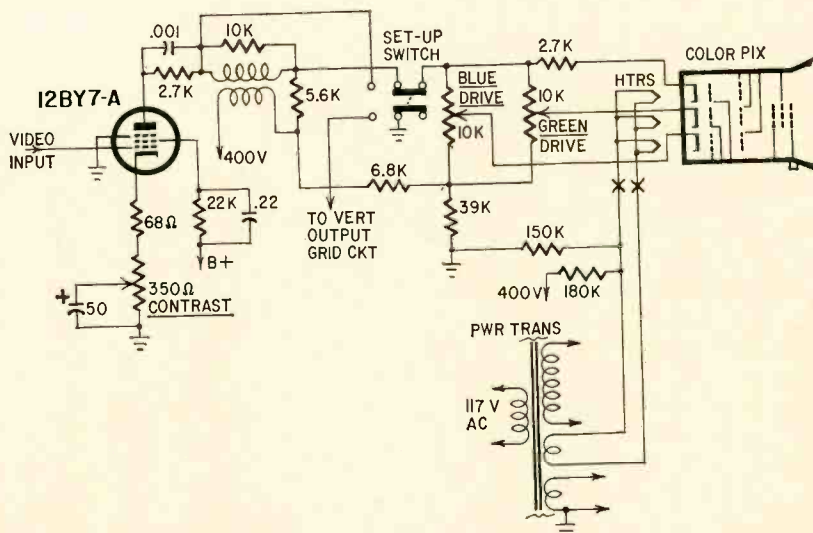 .001
10K
2.7K
12BY7-A
VIDEO
INPUT
400V
5.6K
SET-UP
SWITCH
BLUE
DRIVE
10K
2.7K
10K
GREEN
DRIVE
HTRS
COLOR PIX
68Ω
22K
.22
B+
+
50
350Ω
CONTRAST
TO VERT
OUTPUT
GRID CKT
6.8K
39K
150K
400V
180K
PWR TRANS
117 V
AC